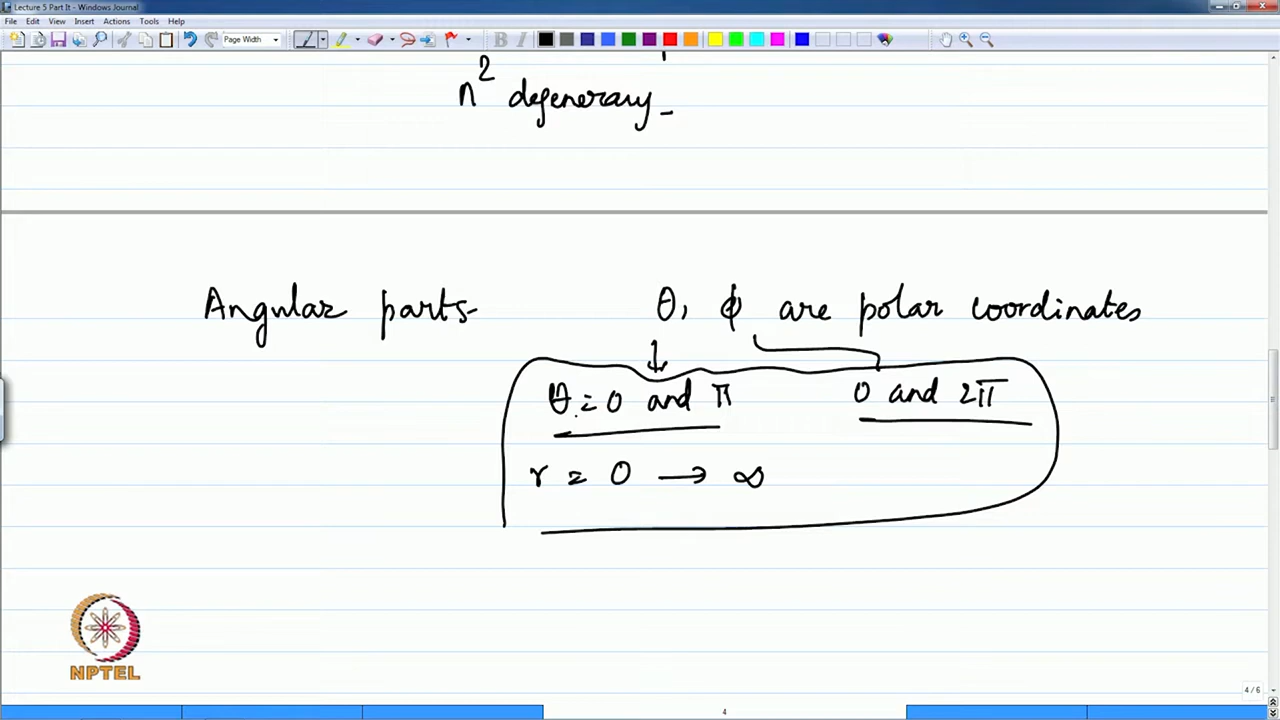 Lecture 5 Part II - Windows Journal
File Edit View Insert Actions Tools Help
Page Width
n² degeneracy
Angular parts- θ, ϕ are polar coordinates
θ = 0 and π 0 and 2π
r = 0 → ∞
NPTEL
4 / 6
4